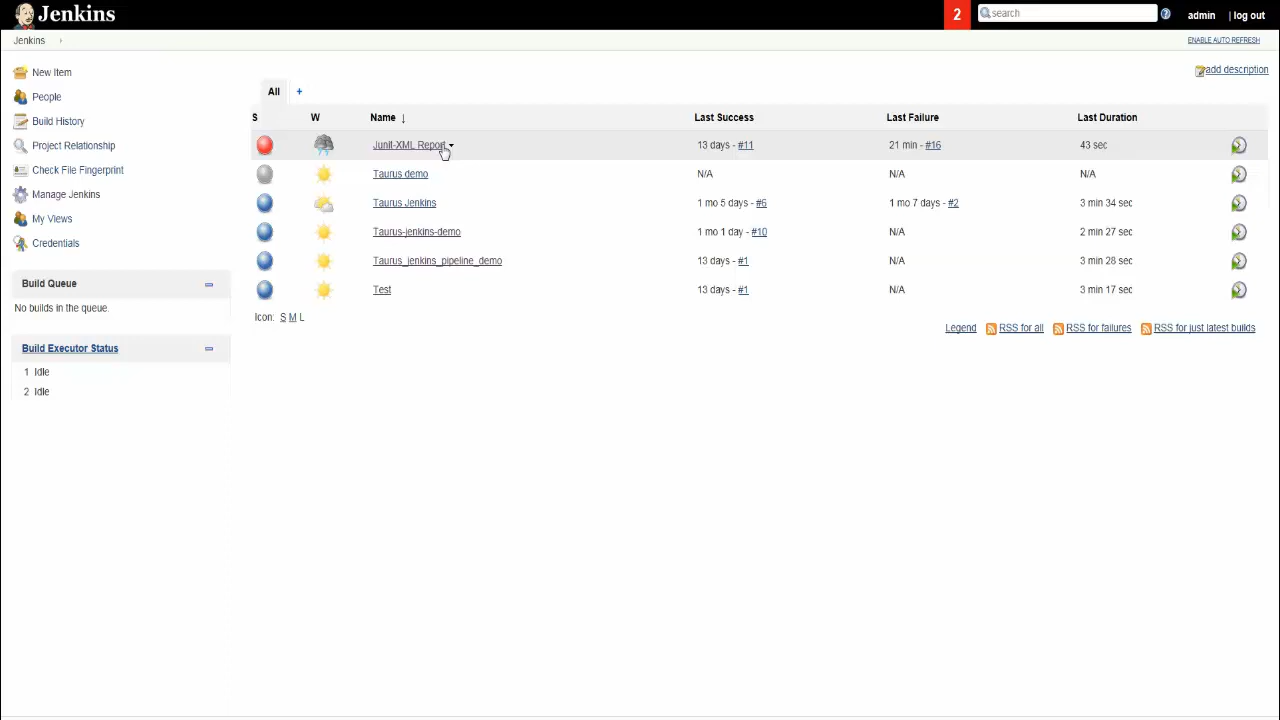 Jenkins
2
search
admin
| log out
Jenkins
ENABLE AUTO REFRESH
New Item
People
Build History
Project Relationship
Check File Fingerprint
Manage Jenkins
My Views
Credentials
Build Queue
No builds in the queue.
Build Executor Status
1 Idle
2 Idle
add description
All +
S W Name ↓ Last Success Last Failure Last Duration
Junit-XML Report 13 days - #11 21 min - #16 43 sec
Taurus demo N/A N/A N/A
Taurus Jenkins 1 mo 5 days - #6 1 mo 7 days - #2 3 min 34 sec
Taurus-jenkins-demo 1 mo 1 day - #10 N/A 2 min 27 sec
Taurus_jenkins_pipeline_demo 13 days - #1 N/A 3 min 28 sec
Test 13 days - #1 N/A 3 min 17 sec
Icon: S M L
Legend RSS for all RSS for failures RSS for just latest builds